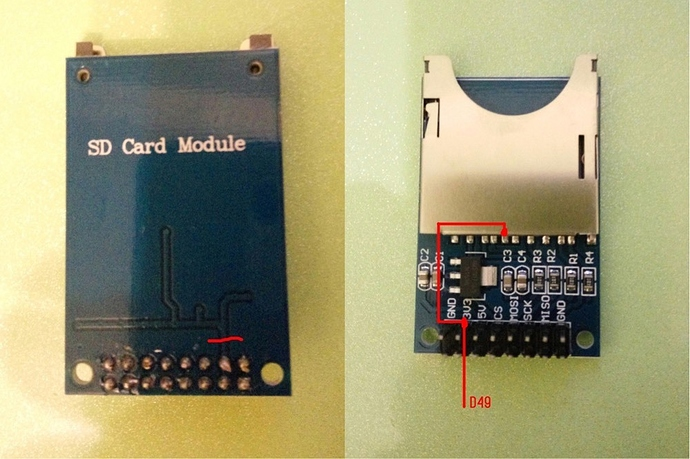 SD Card Module
C2
C1
C3
C4
R3
R2
R1
R4
GND
3V3
5V
CS
MOSI
SCK
MISO
GND
D49